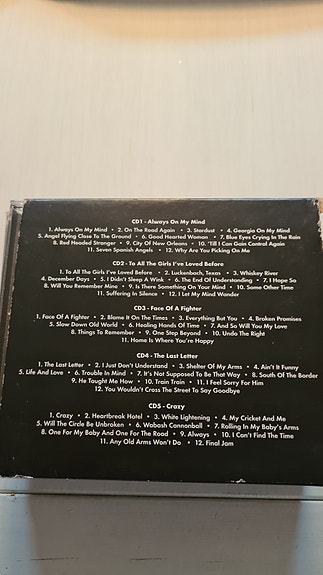 CD1 - Always On My Mind
1. Always On My Mind • 2. On The Road Again • 3. Stardust • 4. Georgia On My Mind
5. Angel Flying Close To The Ground • 6. Good Hearted Woman • 7. Blue Eyes Crying In The Rain
8. Red Headed Stranger • 9. City Of New Orleans • 10. 'Till I Can Gain Control Again
11. Seven Spanish Angels • 12. Why Are You Picking On Me
CD2 - To All The Girls I've Loved Before
1. To All The Girls I've Loved Before • 2. Luckenbach, Texas • 3. Whiskey River
4. December Days • 5. I Didn't Sleep A Wink • 6. The End Of Understanding • 7. I Hope So
8. Will You Remember Mine • 9. Is There Something On Your Mind • 10. Some Other Time
11. Suffering In Silence • 12. I Let My Mind Wander
CD3 - Face Of A Fighter
1. Face Of A Fighter • 2. Blame It On The Times • 3. Everything But You • 4. Broken Promises
5. Slow Down Old World • 6. Healing Hands Of Time • 7. And So Will You My Love
8. Things To Remember • 9. One Step Beyond • 10. Undo The Right
11. Home Is Where You're Happy
CD4 - The Last Letter
1. The Last Letter • 2. I Just Don't Understand • 3. Shelter Of My Arms • 4. Ain't It Funny
5. Life And Love • 6. Trouble In Mind • 7. It's Not Supposed To Be That Way • 8. South Of The Border
9. He Taught Me How • 10. Train Train • 11. I Feel Sorry For Him
12. You Wouldn't Cross The Street To Say Goodbye
CD5 - Crazy
1. Crazy • 2. Heartbreak Hotel • 3. White Lightening • 4. My Cricket And Me
5. Will The Circle Be Unbroken • 6. Wabash Cannonball • 7. Rolling In My Baby's Arms
8. One For My Baby And One For The Road • 9. Always • 10. I Can't Find The Time
11. Any Old Arms Won't Do • 12. Final Jam